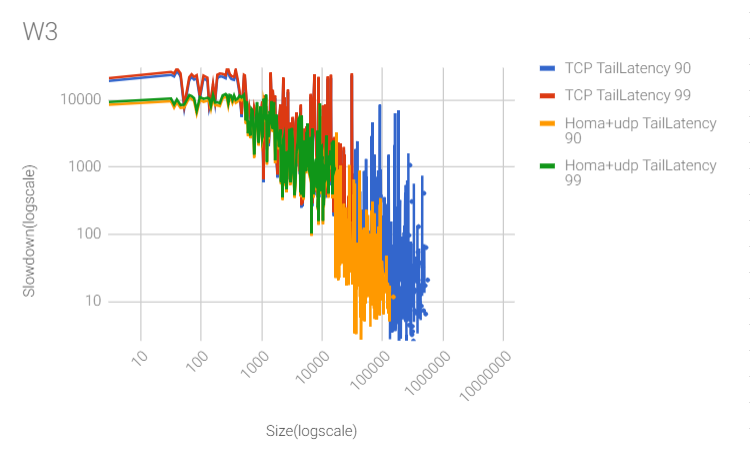 W3
TCP TailLatency 90
TCP TailLatency 99
Homa+udp TailLatency
90
Homa+udp TailLatency
99
Slowdown(logscale)
10000
1000
100
10
10
100
1000
10000
100000
1000000
10000000
Size(logscale)